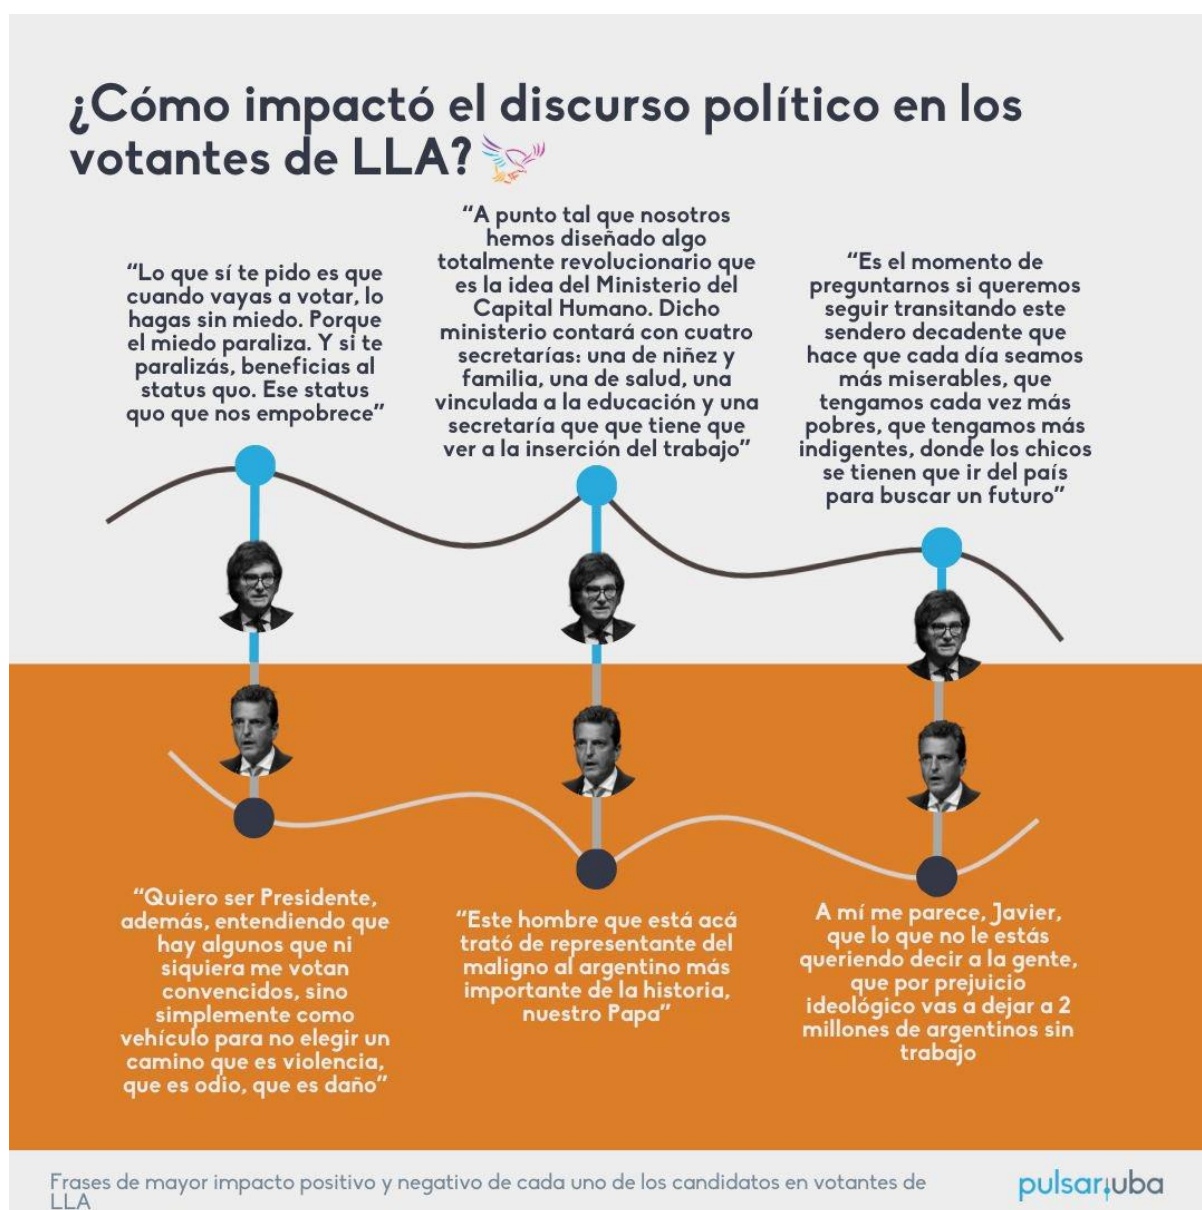 ¿Cómo impactó el discurso político en los
votantes de LLA?
“Lo que sí te pido es que
cuando vayas a votar, lo
hagas sin miedo. Porque
el miedo paraliza. Y si te
paralizás, beneficias al
status quo. Ese status
quo que nos empobrece”
“A punto tal que nosotros
hemos diseñado algo
totalmente revolucionario que
es la idea del Ministerio del
Capital Humano. Dicho
ministerio contará con cuatro
secretarías: una de niñez y
familia, una de salud, una
vinculada a la educación y una
secretaría que que tiene que
ver a la inserción del trabajo”
“Es el momento de
preguntarnos si queremos
seguir transitando este
sendero decadente que
hace que cada día seamos
más miserables, que
tengamos cada vez más
pobres, que tengamos más
indigentes, donde los chicos
se tienen que ir del país
para buscar un futuro”
“Quiero ser Presidente,
además, entendiendo que
hay algunos que ni
siquiera me votan
convencidos, sino
simplemente como
vehículo para no elegir un
camino que es violencia,
que es odio, que es daño”
“Este hombre que está acá
trató de representante del
maligno al argentino más
importante de la historia,
nuestro Papa”
A mí me parece, Javier,
que lo que no le estás
queriendo decir a la gente,
que por prejuicio
ideológico vas a dejar a 2
millones de argentinos sin
trabajo
Frases de mayor impacto positivo y negativo de cada uno de los candidatos en votantes de
LLA
pulsar uba